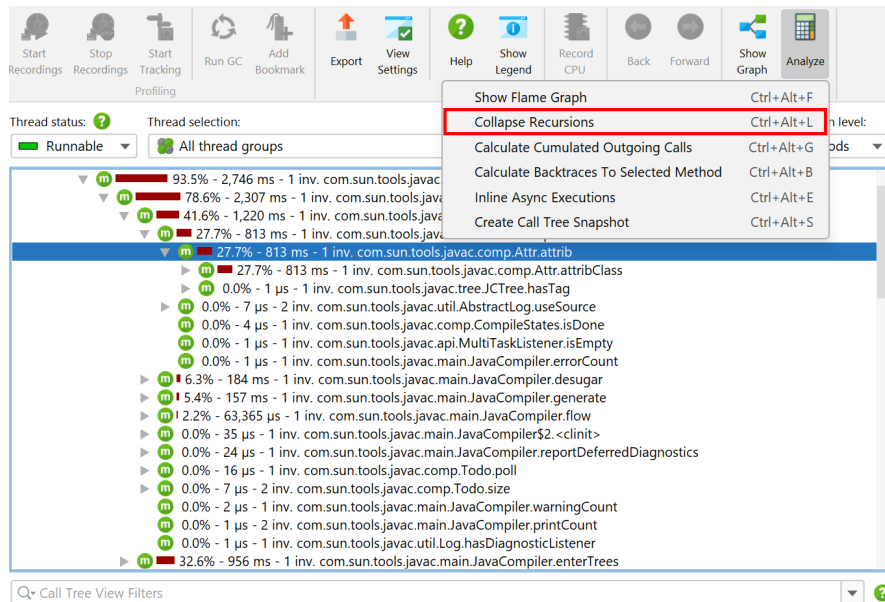 Start Recordings
Stop Recordings
Start Tracking
Run GC
Add Bookmark
Export
View Settings
Help
Show Legend
Record CPU
Back
Forward
Show Graph
Analyze
Profiling
Show Flame Graph Ctrl+Alt+F
Collapse Recursions Ctrl+Alt+L
Calculate Cumulated Outgoing Calls Ctrl+Alt+G
Calculate Backtraces To Selected Method Ctrl+Alt+B
Inline Async Executions Ctrl+Alt+E
Create Call Tree Snapshot Ctrl+Alt+S
Thread status: Thread selection: level:
Runnable All thread groups
93.5% - 2,746 ms - 1 inv. com.sun.tools.javac
78.6% - 2,307 ms - 1 inv. com.sun.tools.java
41.6% - 1,220 ms - 1 inv. com.sun.tools.java
27.7% - 813 ms - 1 inv. com.sun.tools.java
27.7% - 813 ms - 1 inv. com.sun.tools.javac.comp.Attr.attrib
27.7% - 813 ms - 1 inv. com.sun.tools.javac.comp.Attr.attribClass
0.0% - 1 µs - 1 inv. com.sun.tools.javac.tree.JCTree.hasTag
0.0% - 7 µs - 2 inv. com.sun.tools.javac.util.AbstractLog.useSource
0.0% - 4 µs - 1 inv. com.sun.tools.javac.comp.CompileStates.isDone
0.0% - 1 µs - 1 inv. com.sun.tools.javac.api.MultiTaskListener.isEmpty
0.0% - 1 µs - 1 inv. com.sun.tools.javac.main.JavaCompiler.errorCount
6.3% - 184 ms - 1 inv. com.sun.tools.javac.main.JavaCompiler.desugar
5.4% - 157 ms - 1 inv. com.sun.tools.javac.main.JavaCompiler.generate
2.2% - 63,365 µs - 1 inv. com.sun.tools.javac.main.JavaCompiler.flow
0.0% - 35 µs - 1 inv. com.sun.tools.javac.main.JavaCompiler$2.<clinit>
0.0% - 24 µs - 1 inv. com.sun.tools.javac.main.JavaCompiler.reportDeferredDiagnostics
0.0% - 16 µs - 1 inv. com.sun.tools.javac.comp.Todo.poll
0.0% - 7 µs - 2 inv. com.sun.tools.javac.comp.Todo.size
0.0% - 2 µs - 1 inv. com.sun.tools.javac.main.JavaCompiler.warningCount
0.0% - 1 µs - 2 inv. com.sun.tools.javac.main.JavaCompiler.printCount
0.0% - 1 µs - 1 inv. com.sun.tools.javac.util.Log.hasDiagnosticListener
32.6% - 956 ms - 1 inv. com.sun.tools.javac.main.JavaCompiler.enterTrees
Call Tree View Filters